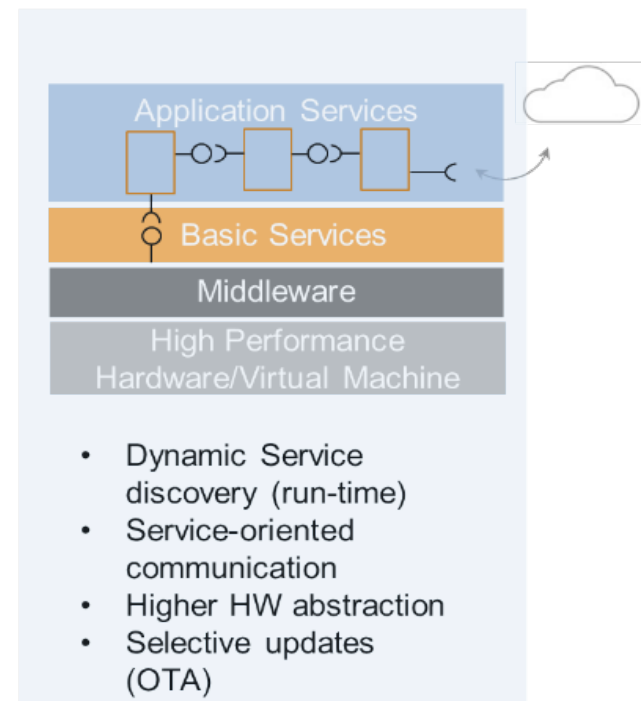 Application Services
Basic Services
Middleware
High Performance
Hardware/Virtual Machine
• Dynamic Service
discovery (run-time)
• Service-oriented
communication
• Higher HW abstraction
• Selective updates
(OTA)